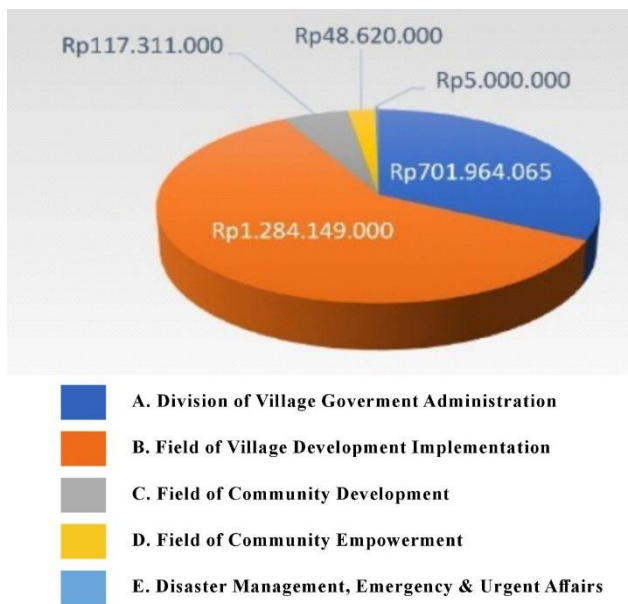 Rp48.620.000
Rp117.311.000
Rp5.000.000
Rp701.964.065
Rp1.284.149.000
A. Division of Village Goverment Administration
B. Field of Village Development Implementation
C. Field of Community Development
D. Field of Community Empowerment
E. Disaster Management, Emergency & Urgent Affairs